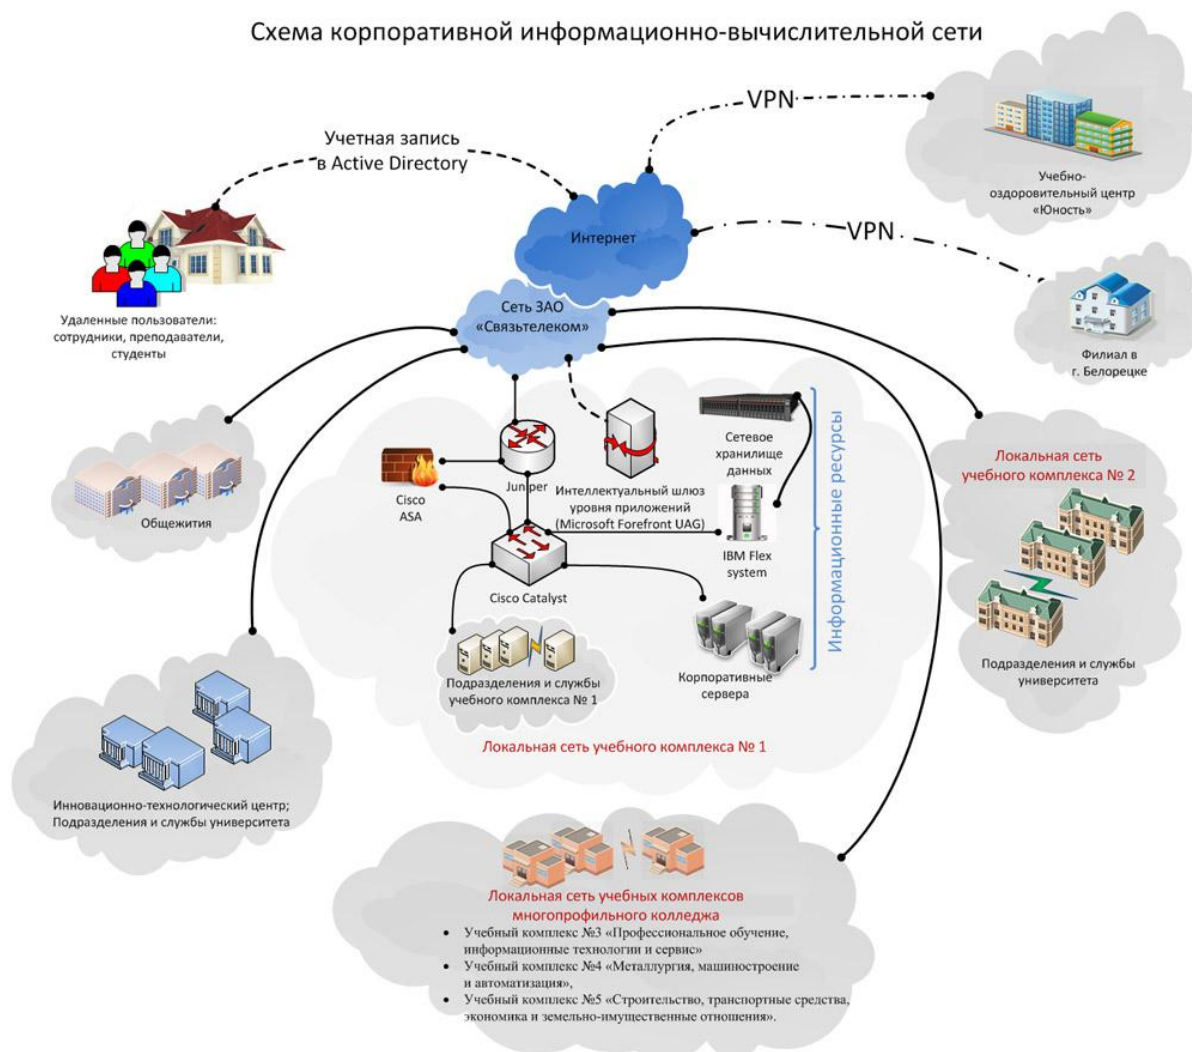 Схема корпоративной информационно-вычислительной сети
VPN
Учетная запись
в Active Directory
Учебно-
оздоровительный центр
«Юность»
Интернет
VPN
Сеть ЗАО
«Связьтелеком»
Удаленные пользователи:
сотрудники, преподаватели,
студенты
Филиал в
г. Белорецке
Общежития
Cisco
ASA
Juniper
Интеллектуальный шлюз
уровня приложений
(Microsoft Forefront UAG)
Сетевое
хранилище
данных
IBM Flex
system
Информационные ресурсы
Cisco Catalyst
Подразделения и службы
учебного комплекса № 1
Корпоративные
сервера
Локальная сеть учебного комплекса № 1
Локальная сеть
учебного комплекса № 2
Подразделения и службы
университета
Инновационно-технологический центр;
Подразделения и службы университета
Локальная сеть учебных комплексов
многопрофильного колледжа
• Учебный комплекс №3 «Профессиональное обучение,
информационные технологии и сервис»
• Учебный комплекс №4 «Металлургия, машиностроение
и автоматизация»,
• Учебный комплекс №5 «Строительство, транспортные средства,
экономика и земельно-имущественные отношения».